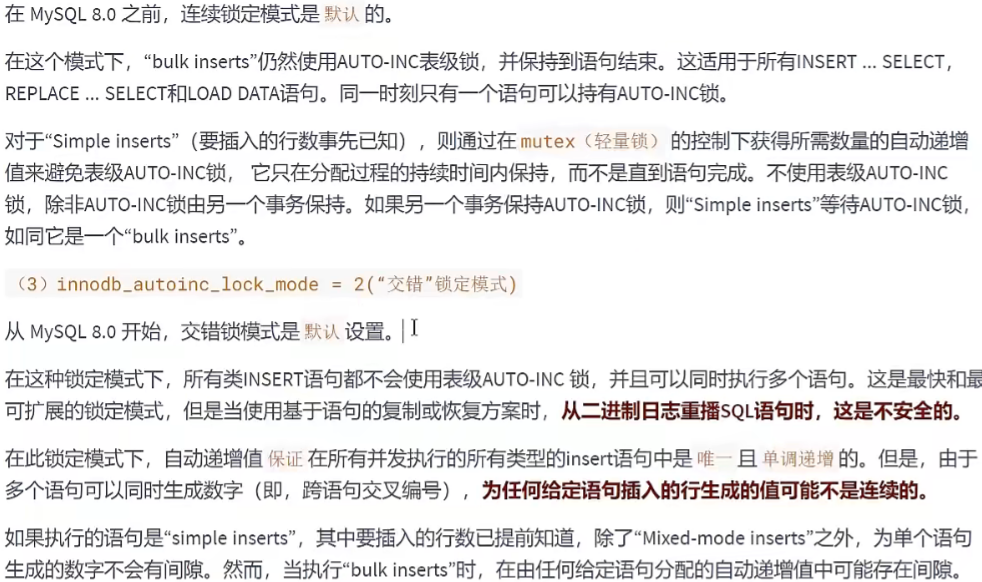 在 MySQL 8.0 之前，连续锁定模式是 默认 的。
在这个模式下，“bulk inserts”仍然使用AUTO-INC表级锁，并保持到语句结束。这适用于所有INSERT ... SELECT，
REPLACE ... SELECT和LOAD DATA语句。同一时刻只有一个语句可以持有AUTO-INC锁。
对于“Simple inserts”（要插入的行数事先已知），则通过在 mutex（轻量锁） 的控制下获得所需数量的自动递增
值来避免表级AUTO-INC锁， 它只在分配过程的持续时间内保持，而不是直到语句完成。不使用表级AUTO-INC
锁，除非AUTO-INC锁由另一个事务保持。如果另一个事务保持AUTO-INC锁，则“Simple inserts”等待AUTO-INC锁，
如同它是一个“bulk inserts”。
（3）innodb_autoinc_lock_mode = 2(“交错”锁定模式)
从 MySQL 8.0 开始，交错锁模式是 默认 设置。
在这种锁定模式下，所有类INSERT语句都不会使用表级AUTO-INC 锁，并且可以同时执行多个语句。这是最快和最
可扩展的锁定模式，但是当使用基于语句的复制或恢复方案时，从二进制日志重播SQL语句时，这是不安全的。
在此锁定模式下，自动递增值 保证 在所有并发执行的所有类型的insert语句中是 唯一 且 单调递增 的。但是，由于
多个语句可以同时生成数字（即，跨语句交叉编号），为任何给定语句插入的行生成的值可能不是连续的。
如果执行的语句是“simple inserts”，其中要插入的行数已提前知道，除了“Mixed-mode inserts”之外，为单个语句
生成的数字不会有间隙。然而，当执行“bulk inserts”时，在由任何给定语句分配的自动递增值中可能存在间隙。